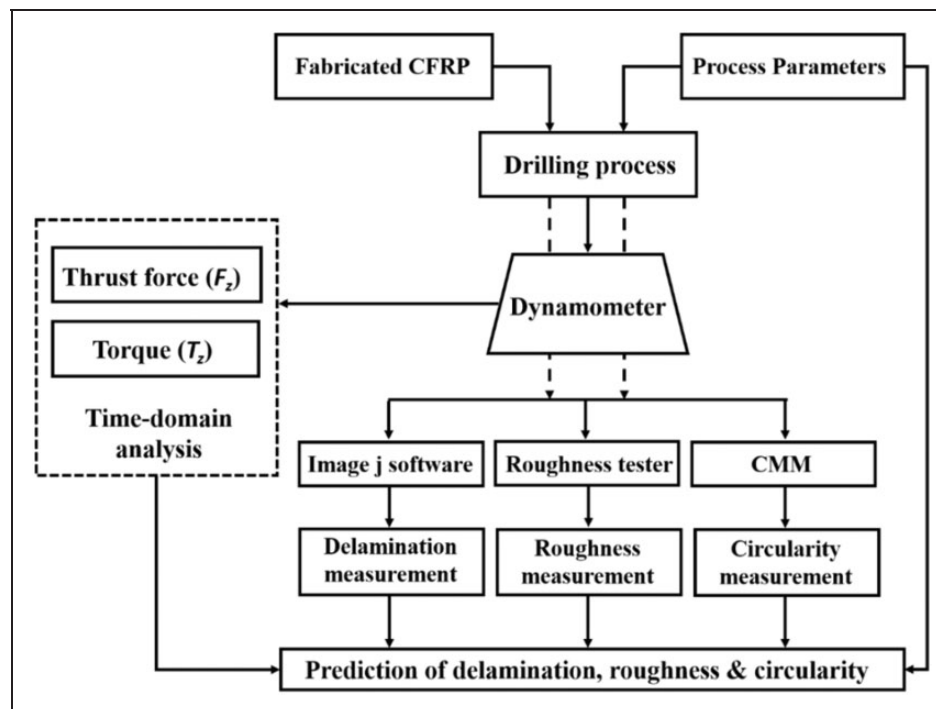 Fabricated CFRP
Process Parameters
Drilling process
Thrust force (Fz)
Dynamometer
Torque (Tz)
Time-domain
analysis
Image j software
Roughness tester
CMM
Delamination
measurement
Roughness
measurement
Circularity
measurement
Prediction of delamination, roughness & circularity